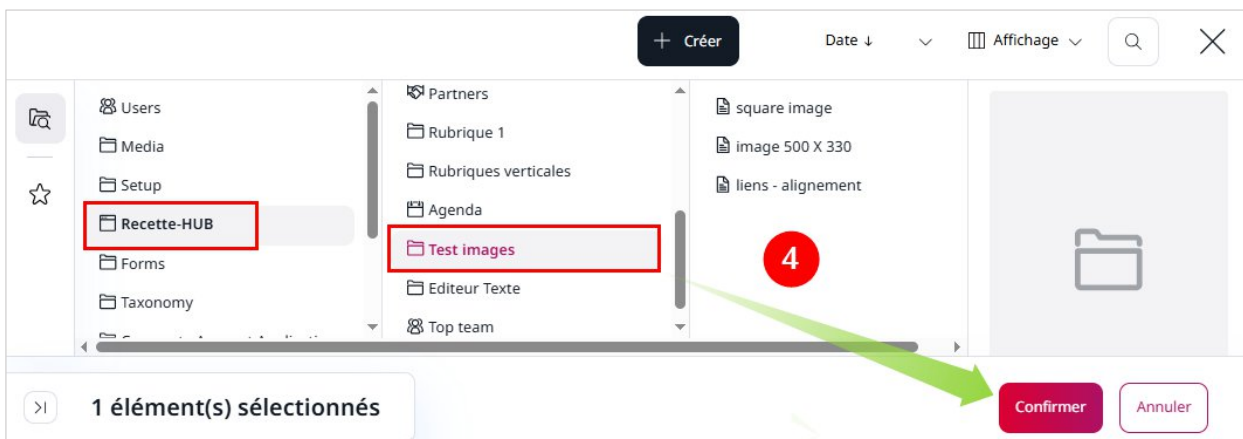 + Créer
Date ↓
Affichage
Users
Media
Setup
Recette-HUB
Forms
Taxonomy
Partners
Rubrique 1
Rubriques verticales
Agenda
Test images
Editeur Texte
Top team
square image
image 500 X 330
liens - alignement
4
1 élément(s) sélectionnés
Confirmer
Annuler